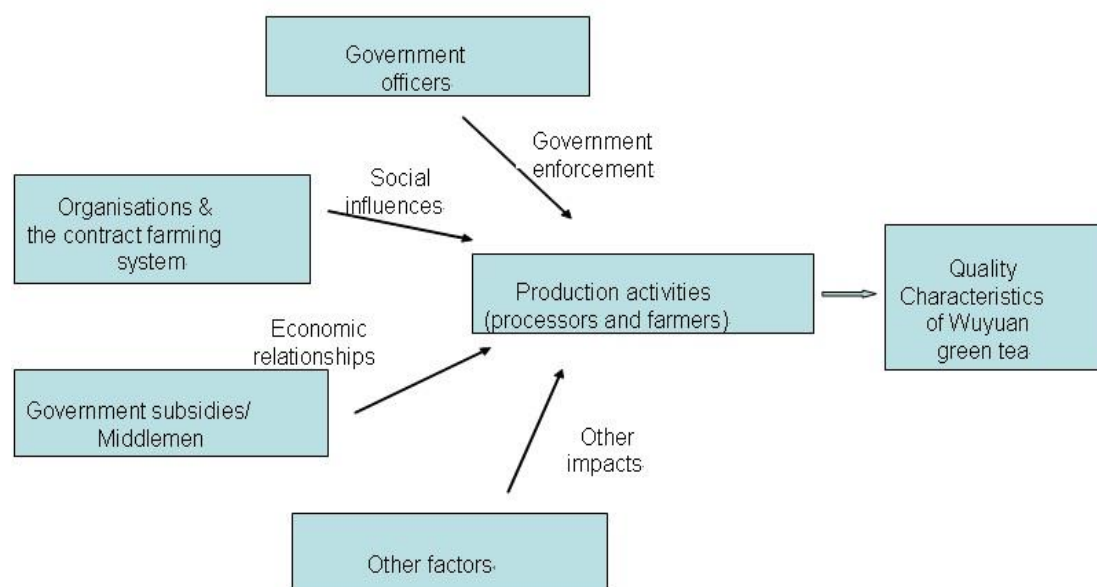 Government
officers
Government
enforcement
Social
influences
Organisations &
the contract farming
system
Production activities
(processors and farmers)
Quality
Characteristics
of Wuyuan
green tea
Economic
relationships
Government subsidies/
Middlemen
Other
impacts
Other factors